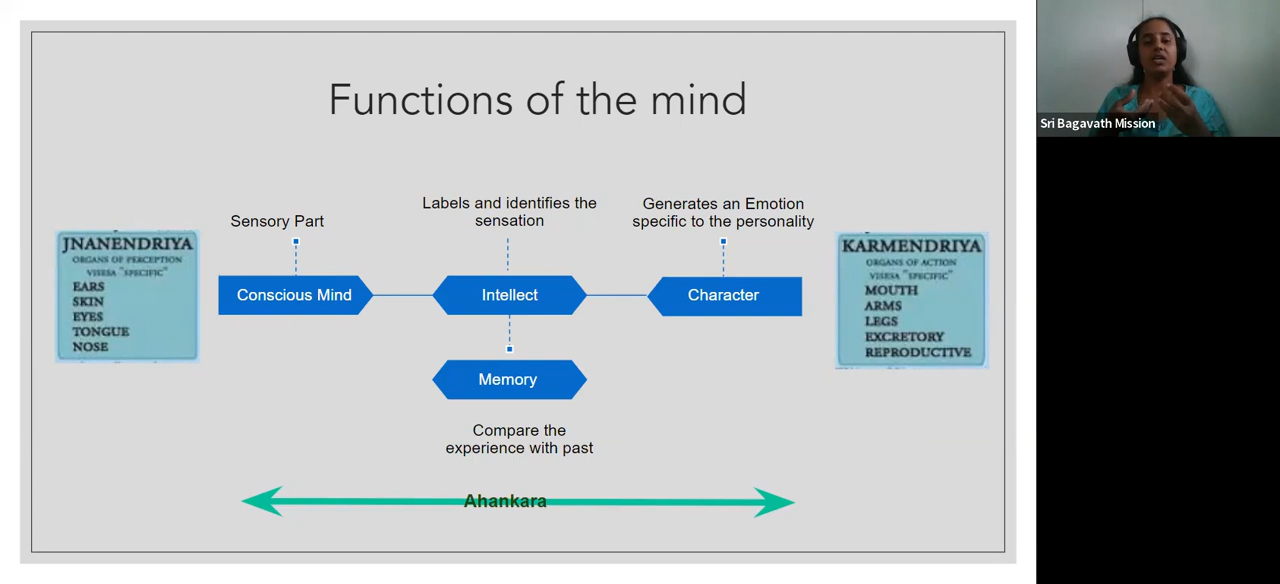 Functions of the mind
Sri Bagavath Mission
Sensory Part
Labels and identifies the
sensation
Generates an Emotion
specific to the personality
JNANENDRIYA
ORGANS OF PERCEPTION
VISESA "SPECIFIC"
EARS
SKIN
EYES
TONGUE
NOSE
Conscious Mind
Intellect
Character
KARMENDRIYA
ORGANS OF ACTION
VISESA "SPECIFIC"
MOUTH
ARMS
LEGS
EXCRETORY
REPRODUCTIVE
Memory
Compare the
experience with past
Ahankara